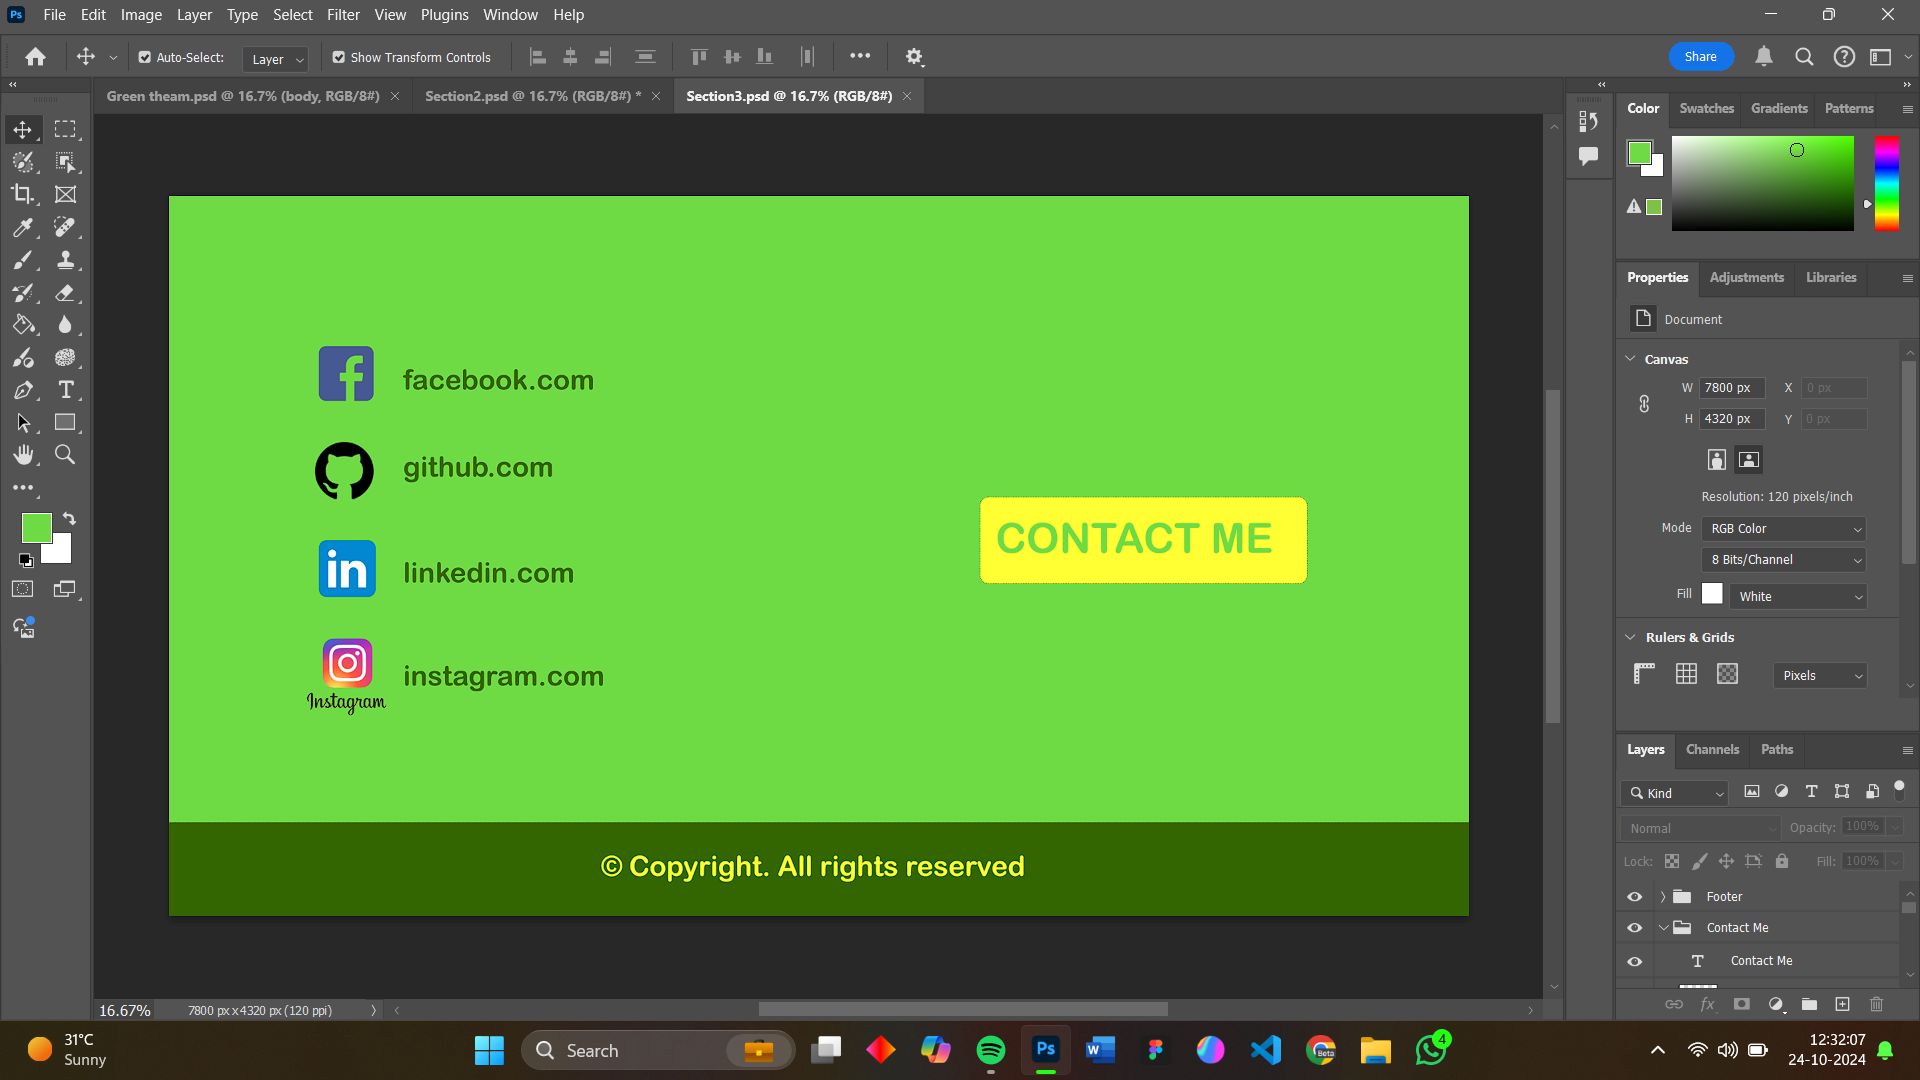 Ps File Edit Image Layer Type Select Filter View Plugins Window Help
Auto-Select: Layer Show Transform Controls Share
Green theam.psd @ 16.7% (body, RGB/8#) Section2.psd @ 16.7% (RGB/8#) * Section3.psd @ 16.7% (RGB/8#)
Color Swatches Gradients Patterns
Properties Adjustments Libraries
Document
Canvas
W 7800 px X 0 px
H 4320 px Y 0 px
Resolution: 120 pixels/inch
Mode RGB Color
8 Bits/Channel
Fill White
Rulers & Grids
Pixels
facebook.com
github.com
linkedin.com
Instagram
instagram.com
CONTACT ME
© Copyright. All rights reserved
Layers Channels Paths
Kind
Normal Opacity: 100%
Lock: Fill: 100%
Footer
Contact Me
Contact Me
16.67% 7800 px x 4320 px (120 ppi)
31°C
Sunny
Search
Ps
Beta
4
12:32:07
24-10-2024